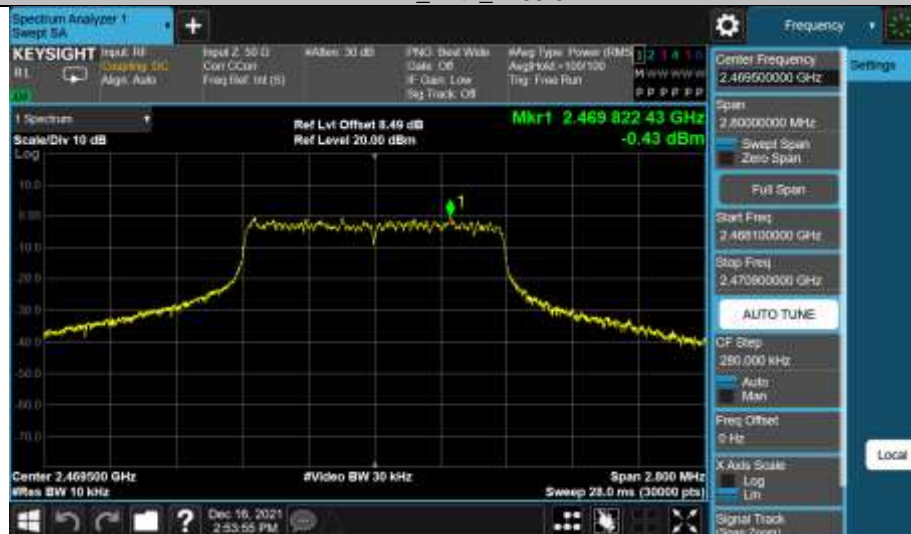 Spectrum Analyzer 1
Swept SA
+
Frequency
KEYSIGHT
Input: RF
Coupling: DC
Align: Auto
Input Z: 50 Ω
Corr CCorr
Freq Ref: Int (S)
#Atten: 30 dB
PNO: Best Wide
Gate: Off
IF Gain: Low
Sig Track: Off
#Avg Type: Power (RMS
Avg|Hold: >100/100
Trig: Free Run
M W W W W W
P P P P P P
Center Frequency
2.469500000 GHz
Settings
Span
2.80000000 MHz
Swept Span
Zero Span
Full Span
Start Freq
2.468100000 GHz
Stop Freq
2.470900000 GHz
AUTO TUNE
CF Step
280.000 kHz
Auto
Man
Freq Offset
0 Hz
X Axis Scale
Log
Lin
Signal Track
(Span Zoom)
Local
1 Spectrum
Scale/Div 10 dB
Log
Ref Lvl Offset 8.49 dB
Ref Level 20.00 dBm
Mkr1 2.469 822 43 GHz
-0.43 dBm
1
10.0
0.00
-10.0
-20.0
-30.0
-40.0
-50.0
-60.0
-70.0
Center 2.469500 GHz
#Res BW 10 kHz
#Video BW 30 kHz
Span 2.800 MHz
Sweep 28.0 ms (30000 pts)
?
Dec 16, 2021
2:53:55 PM